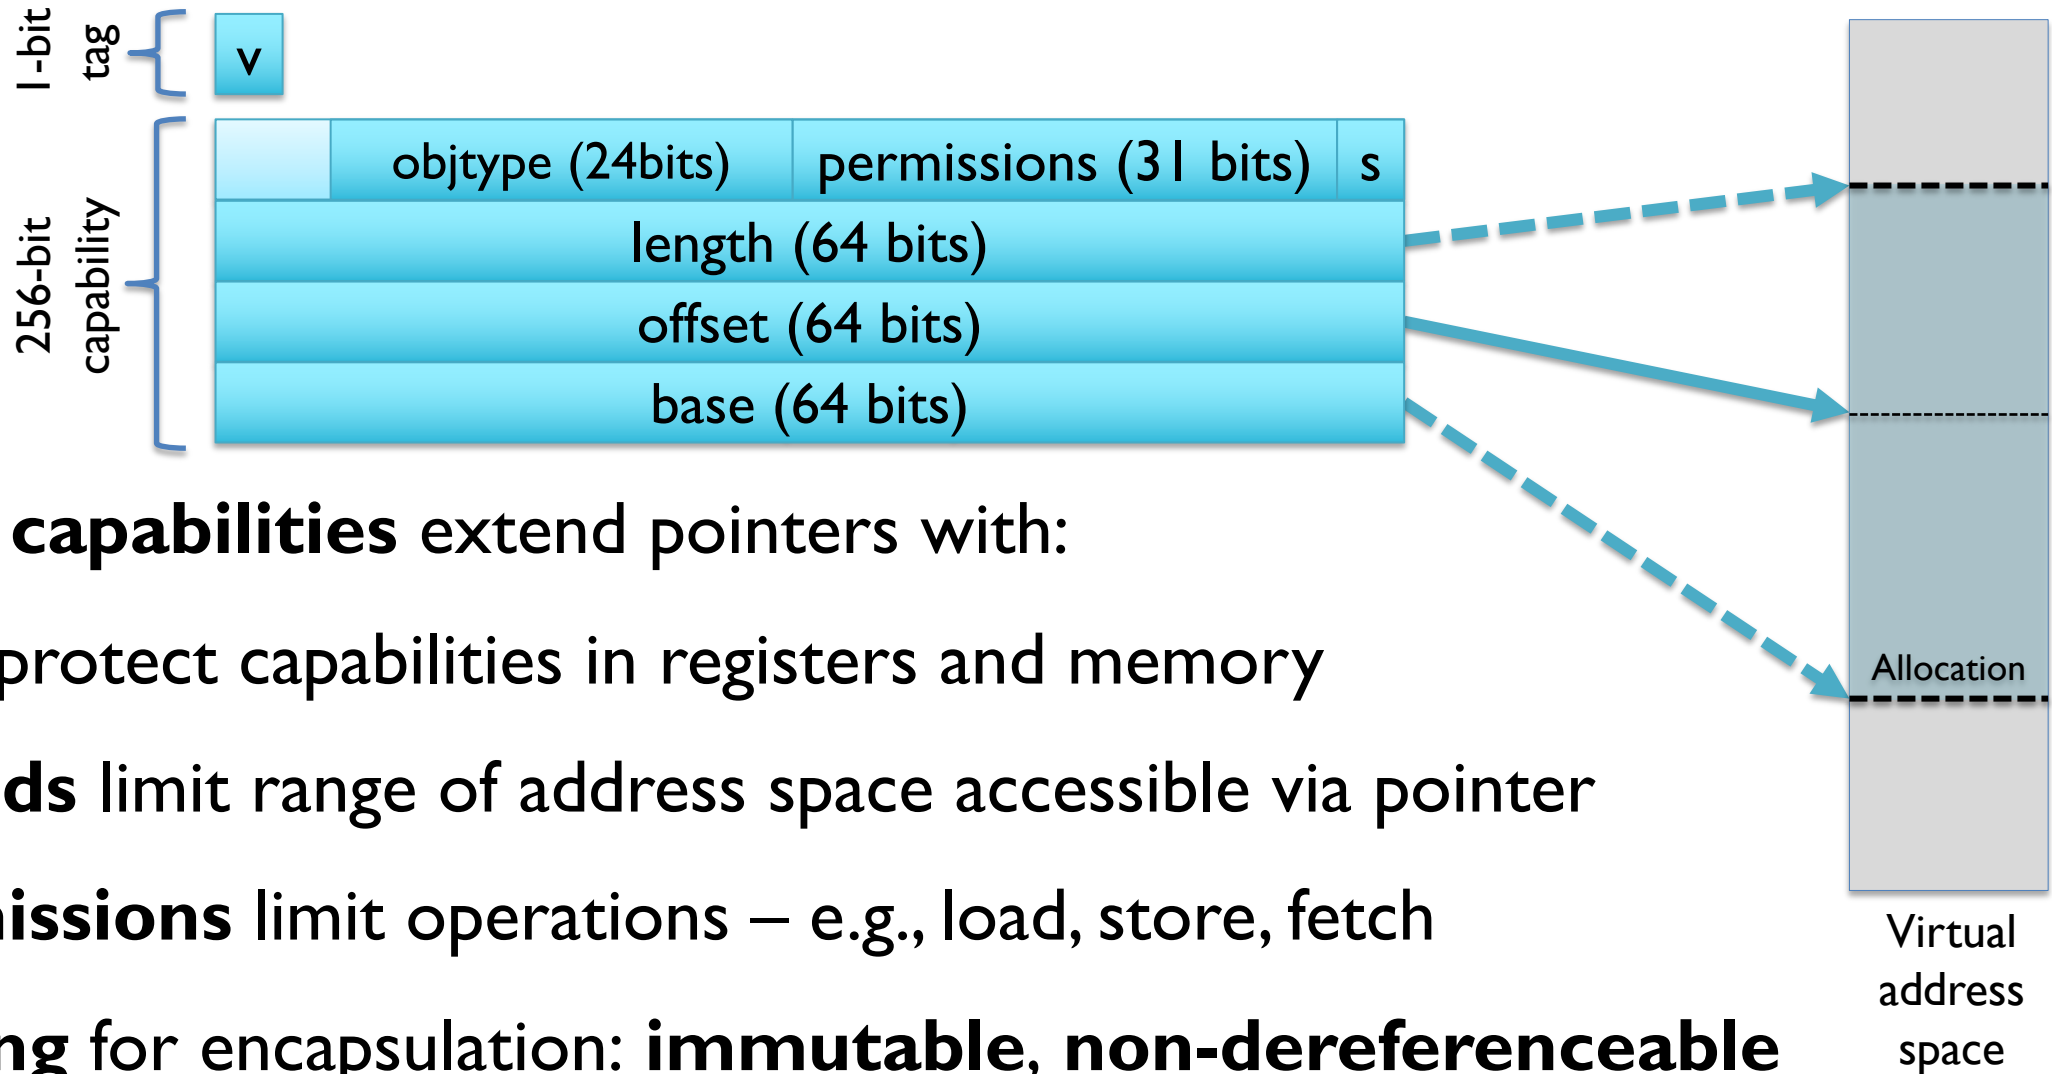 1-bit
tag
v
256-bit
capability
objtype (24bits)
permissions (31 bits)
s
length (64 bits)
offset (64 bits)
base (64 bits)
capabilities extend pointers with:
protect capabilities in registers and memory
ds limit range of address space accessible via pointer
issions limit operations – e.g., load, store, fetch
ng for encapsulation: immutable, non-dereferenceable
Allocation
Virtual
address
space